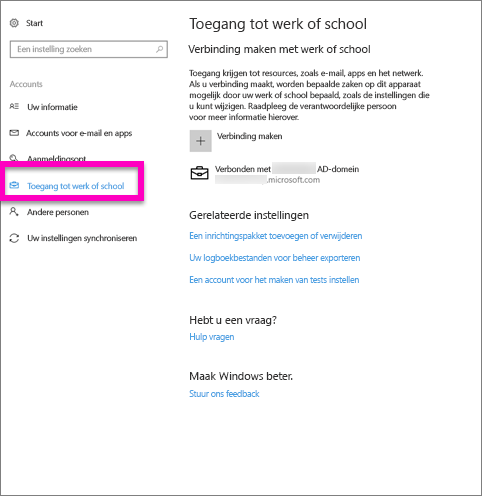 Start
Een instelling zoeken
Accounts
Uw informatie
Accounts voor e-mail en apps
Aanmeldingsopt
Toegang tot werk of school
Andere personen
Uw instellingen synchroniseren
Toegang tot werk of school
Verbinding maken met werk of school
Toegang krijgen tot resources, zoals e-mail, apps en het netwerk.
Als u verbinding maakt, worden bepaalde zaken op dit apparaat
mogelijk door uw werk of school bepaald, zoals de instellingen die
u kunt wijzigen. Raadpleeg de verantwoordelijke persoon
voor meer informatie hierover.
Verbinding maken
Verbonden met AD-domein
.microsoft.com
Gerelateerde instellingen
Een inrichtingspakket toevoegen of verwijderen
Uw logboekbestanden voor beheer exporteren
Een account voor het maken van tests instellen
Hebt u een vraag?
Hulp vragen
Maak Windows beter.
Stuur ons feedback